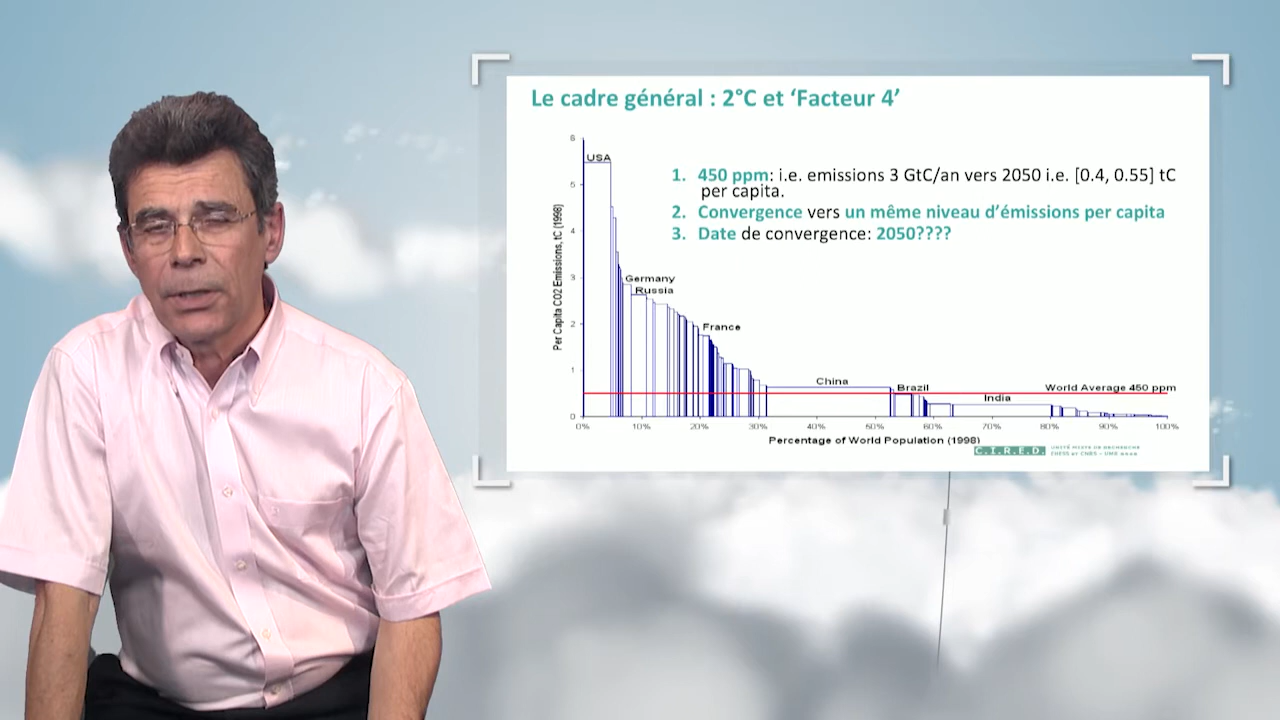 Le cadre général : 2°C et ‘Facteur 4’
1. 450 ppm: i.e. emissions 3 GtC/an vers 2050 i.e. [0.4, 0.55] tC
per capita.
2. Convergence vers un même niveau d’émissions per capita
3. Date de convergence: 2050????
Per Capita CO2 Emissions, tC (1998)
6
5
4
3
2
1
0
USA
Germany
Russia
France
China
Brazil
India
World Average 450 ppm
0% 10% 20% 30% 40% 50% 60% 70% 80% 90% 100%
Percentage of World Population (1998)
C.I.R.E.D.
UNITÉ MIXTE DE RECHERCHE